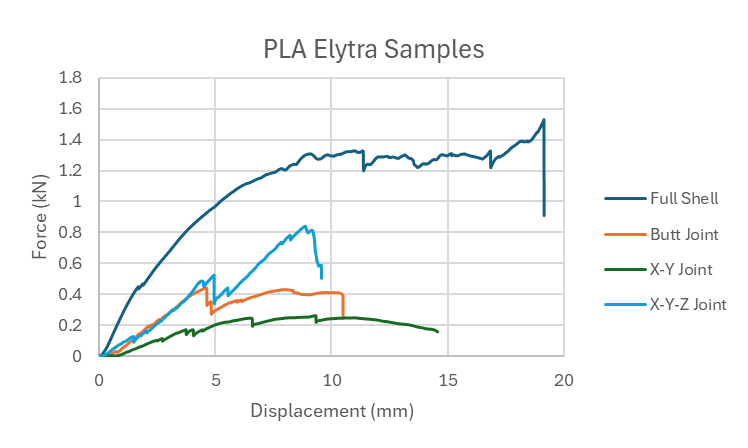 PLA Elytra Samples
1.8
1.6
1.4
1.2
1
0.8
0.6
0.4
0.2
0
Force (kN)
0 5 10 15 20
Displacement (mm)
Full Shell
Butt Joint
X-Y Joint
X-Y-Z Joint